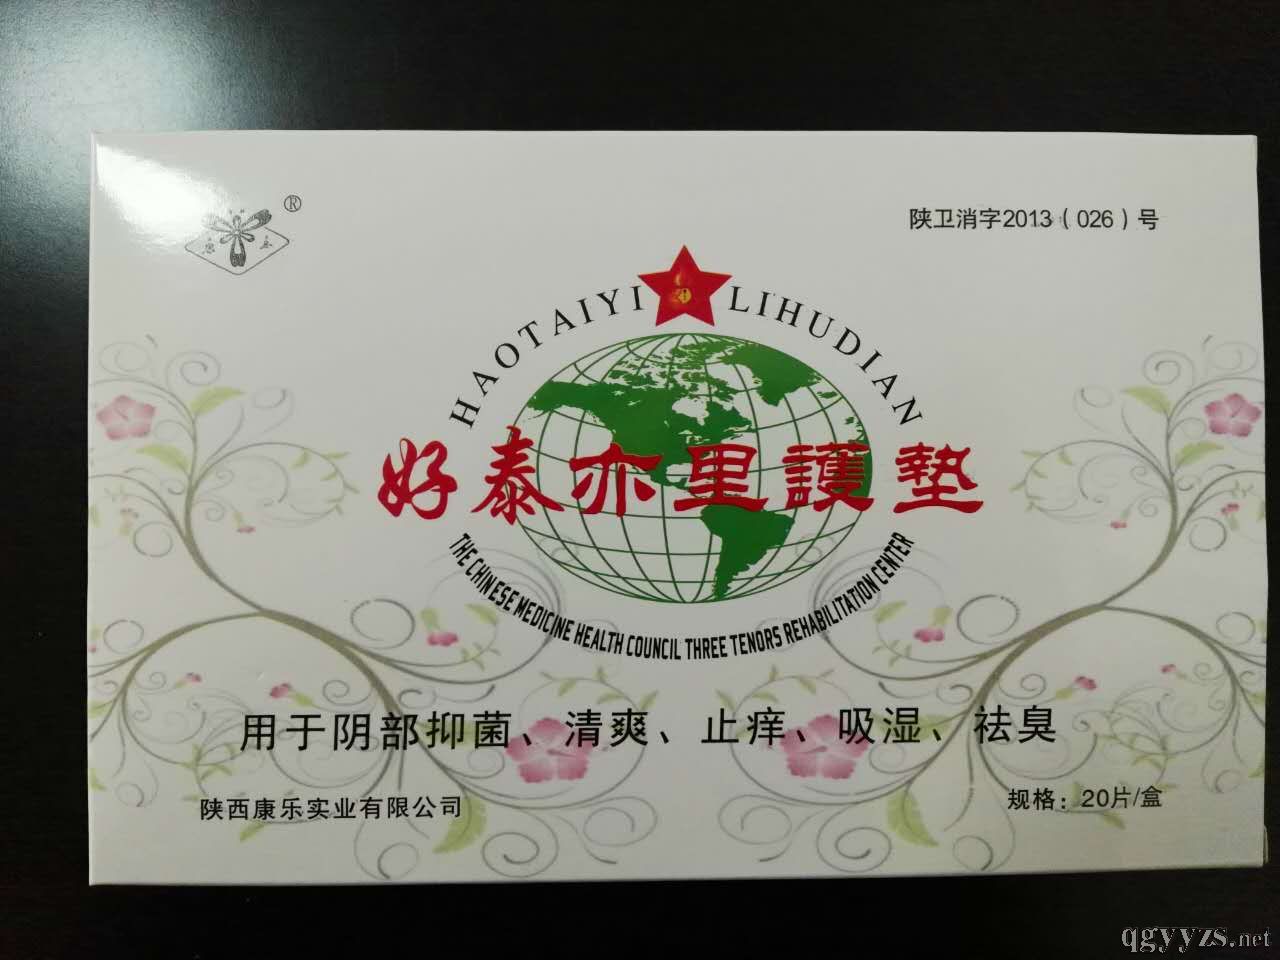 ®
陕卫消字2013（026）号
HAOTAIYI LIHUDIAN
好泰亦里護墊
THE CHINESE MEDICINE HEALTH COUNCIL THREE TENORS REHABILITATION CENTER
用于阴部抑菌、清爽、止痒、吸湿、祛臭
陕西康乐实业有限公司
规格：20片/盒
qgyyzs.net